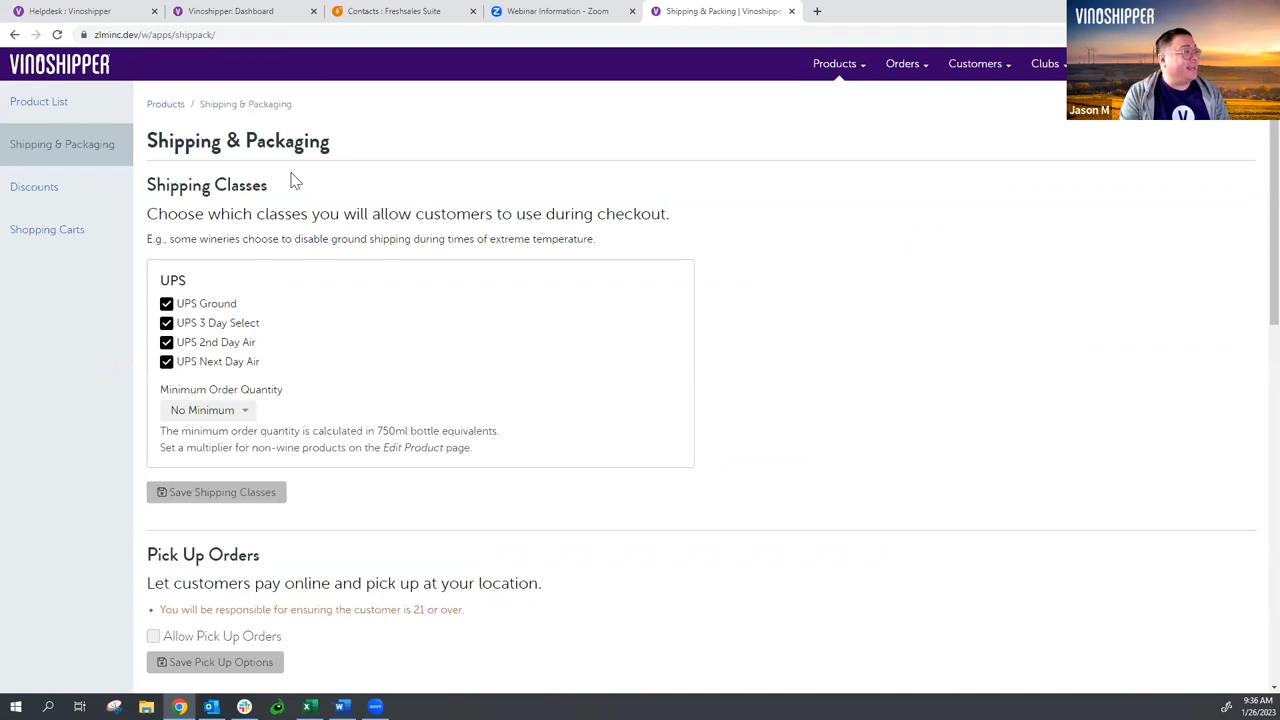 Helpdesk : Vinoshipper
Vinoshipper: Dashboard
Contacts : Freshsales Suite
Webinar Information - Zoom
Shipping & Packing | Vinoshippe
zlminc.dev/w/apps/shippack/
VINOSHIPPER
VINOSHIPPER
Products
Orders
Customers
Clubs
Jason M
Product List
Shipping & Packaging
Discounts
Shopping Carts
Products / Shipping & Packaging
Shipping & Packaging
Shipping Classes
Choose which classes you will allow customers to use during checkout.
E.g., some wineries choose to disable ground shipping during times of extreme temperature.
UPS
UPS Ground
UPS 3 Day Select
UPS 2nd Day Air
UPS Next Day Air
Minimum Order Quantity
No Minimum
The minimum order quantity is calculated in 750ml bottle equivalents.
Set a multiplier for non-wine products on the Edit Product page.
Save Shipping Classes
Pick Up Orders
Let customers pay online and pick up at your location.
• You will be responsible for ensuring the customer is 21 or over.
Allow Pick Up Orders
Save Pick Up Options
9:36 AM
1/26/2023